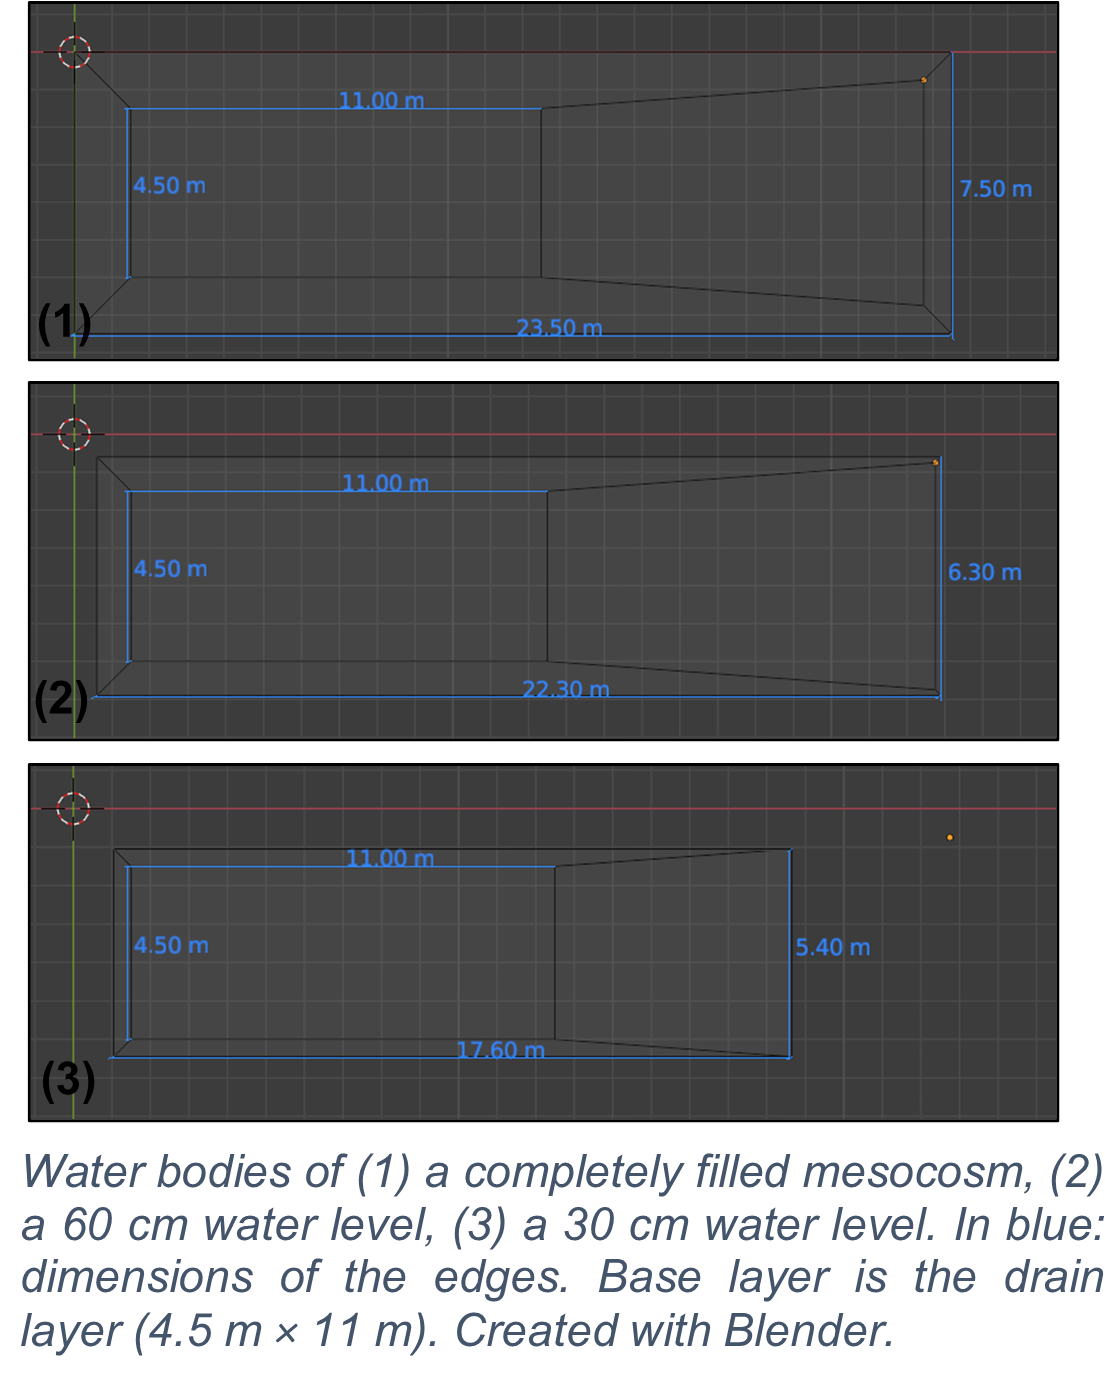 11.00 m
4.50 m
7.50 m
(1)
23.50 m
11.00 m
4.50 m
6.30 m
(2)
22.30 m
11.00 m
4.50 m
5.40 m
17.60 m
(3)
Water bodies of (1) a completely filled mesocosm, (2)
a 60 cm water level, (3) a 30 cm water level. In blue:
dimensions of the edges. Base layer is the drain
layer (4.5 m × 11 m). Created with Blender.